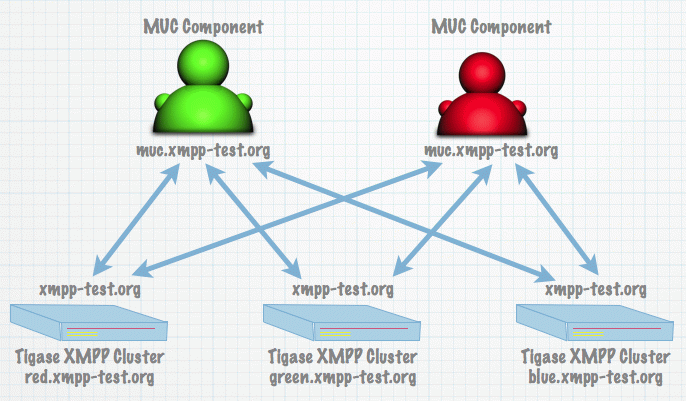 MUC Component
MUC Component
muc.xmpp-test.org
muc.xmpp-test.org
xmpp-test.org
xmpp-test.org
xmpp-test.org
Tigase XMPP Cluster
red.xmpp-test.org
Tigase XMPP Cluster
green.xmpp-test.org
Tigase XMPP Cluster
blue.xmpp-test.org